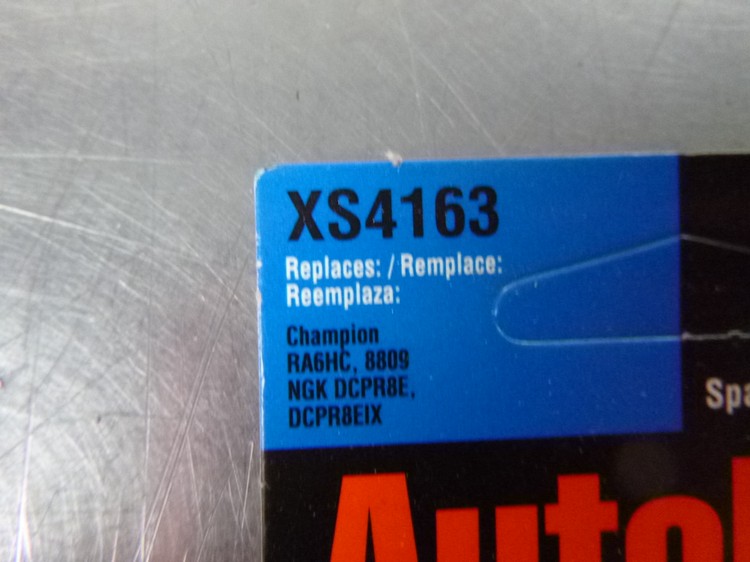 XS4163
Replaces: / Remplace:
Reemplaza:
Champion
RA6HC, 8809
NGK DCPR8E,
DCPR8EIX